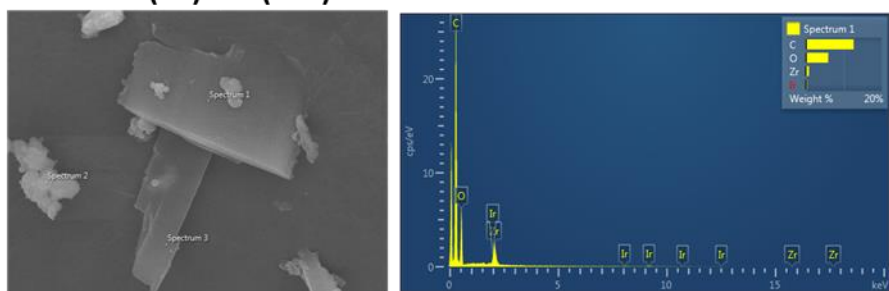 Spectrum 1
Spectrum 2
Spectrum 3
cps/eV
20
10
0
C
O
Ir
Zr
Ir
Ir
Ir
Ir
Zr
Zr
0
5
10
15
keV
Spectrum 1
C
O
Zr
Ir
Weight %
20%